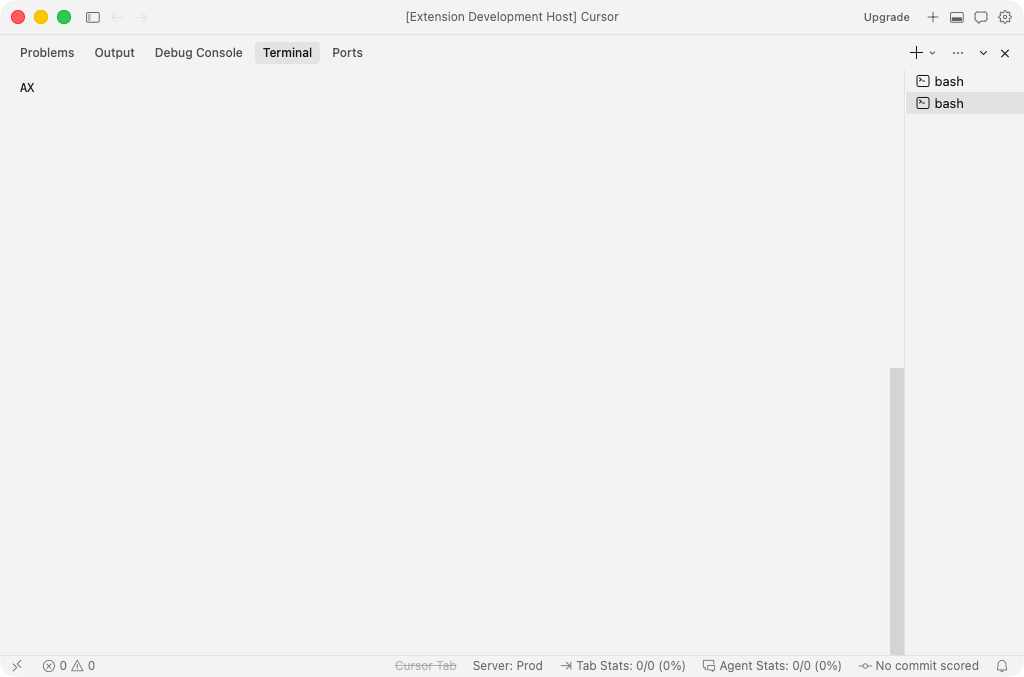 [Extension Development Host] Cursor
Upgrade
Problems Output Debug Console Terminal Ports
AX
bash
bash
0 0 Cursor Tab Server: Prod Tab Stats: 0/0 (0%) Agent Stats: 0/0 (0%) No commit scored